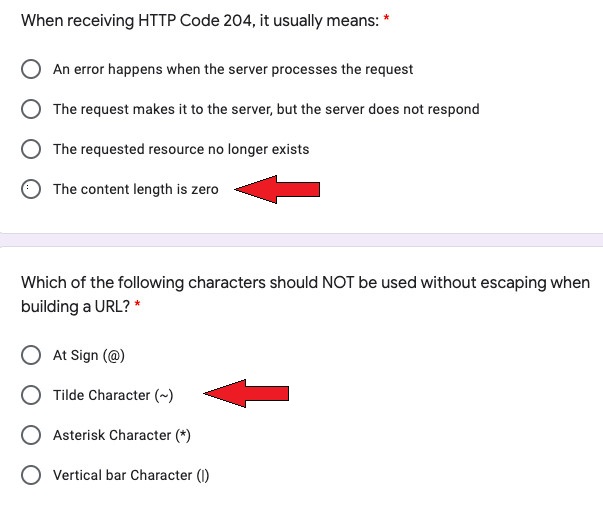 When receiving HTTP Code 204, it usually means: *
An error happens when the server processes the request
The request makes it to the server, but the server does not respond
The requested resource no longer exists
The content length is zero
Which of the following characters should NOT be used without escaping when
building a URL? *
At Sign (@)
Tilde Character (~)
Asterisk Character (*)
Vertical bar Character (|)